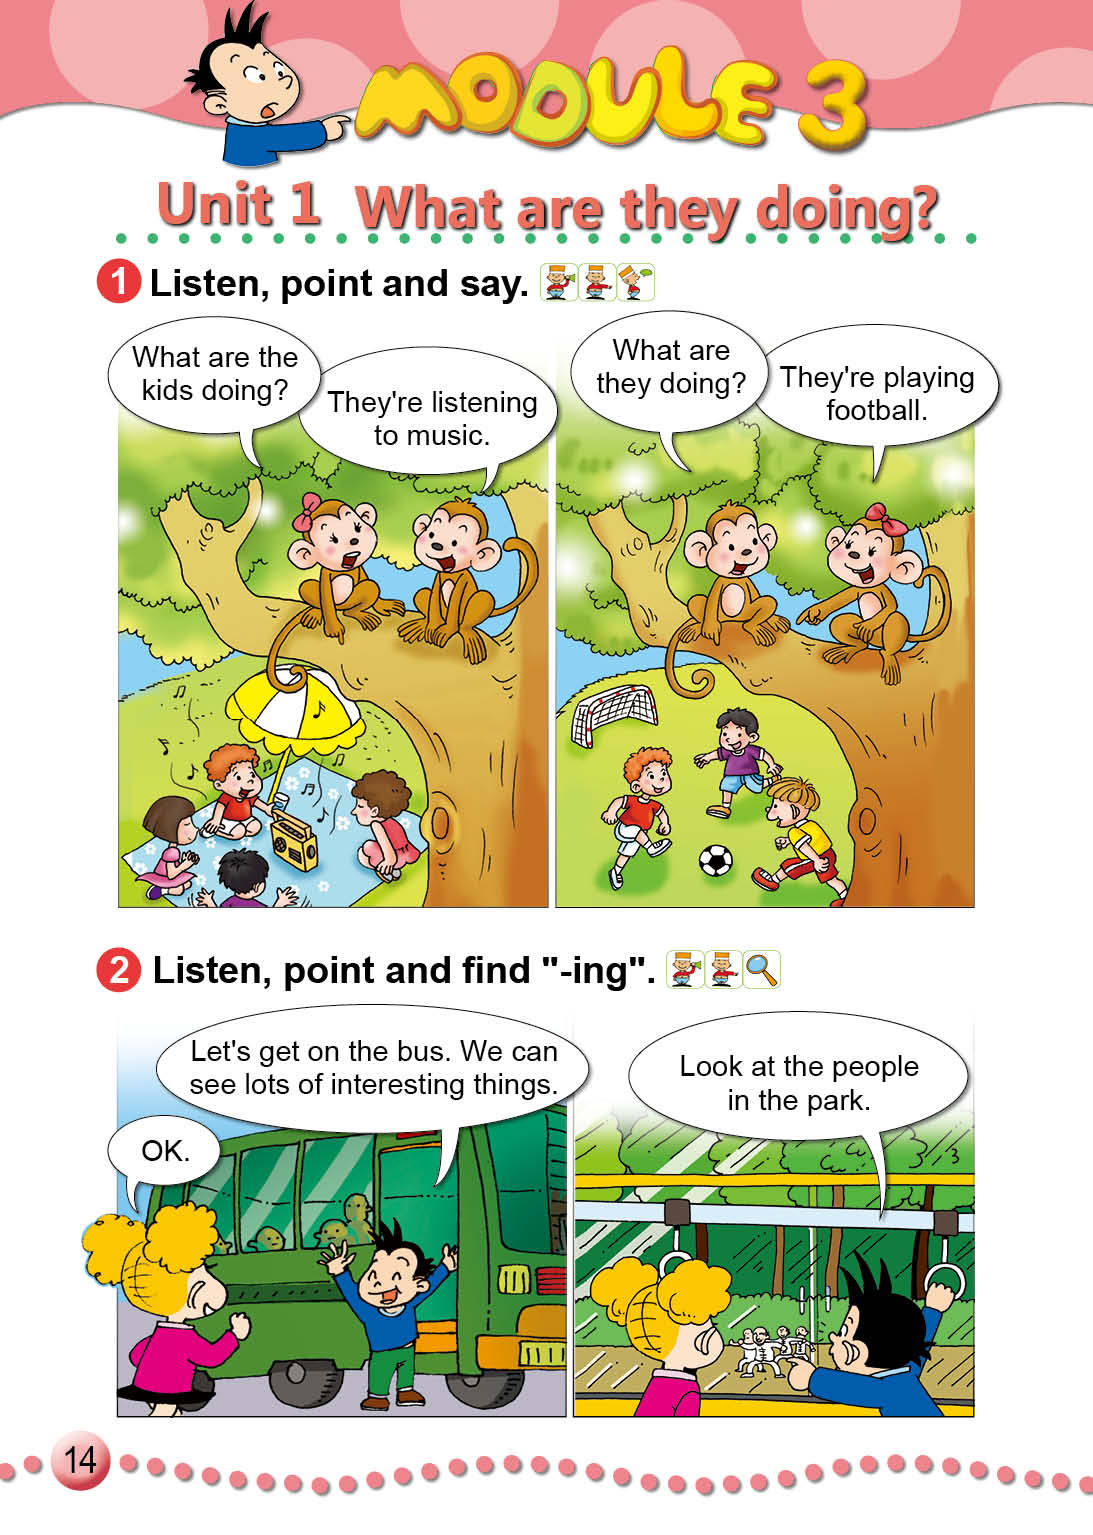 MODULE 3
Unit 1 What are they doing?
1 Listen, point and say.
What are the
kids doing?
They're listening
to music.
What are
they doing?
They're playing
football.
2 Listen, point and find "-ing".
Let's get on the bus. We can
see lots of interesting things.
OK.
Look at the people
in the park.
14